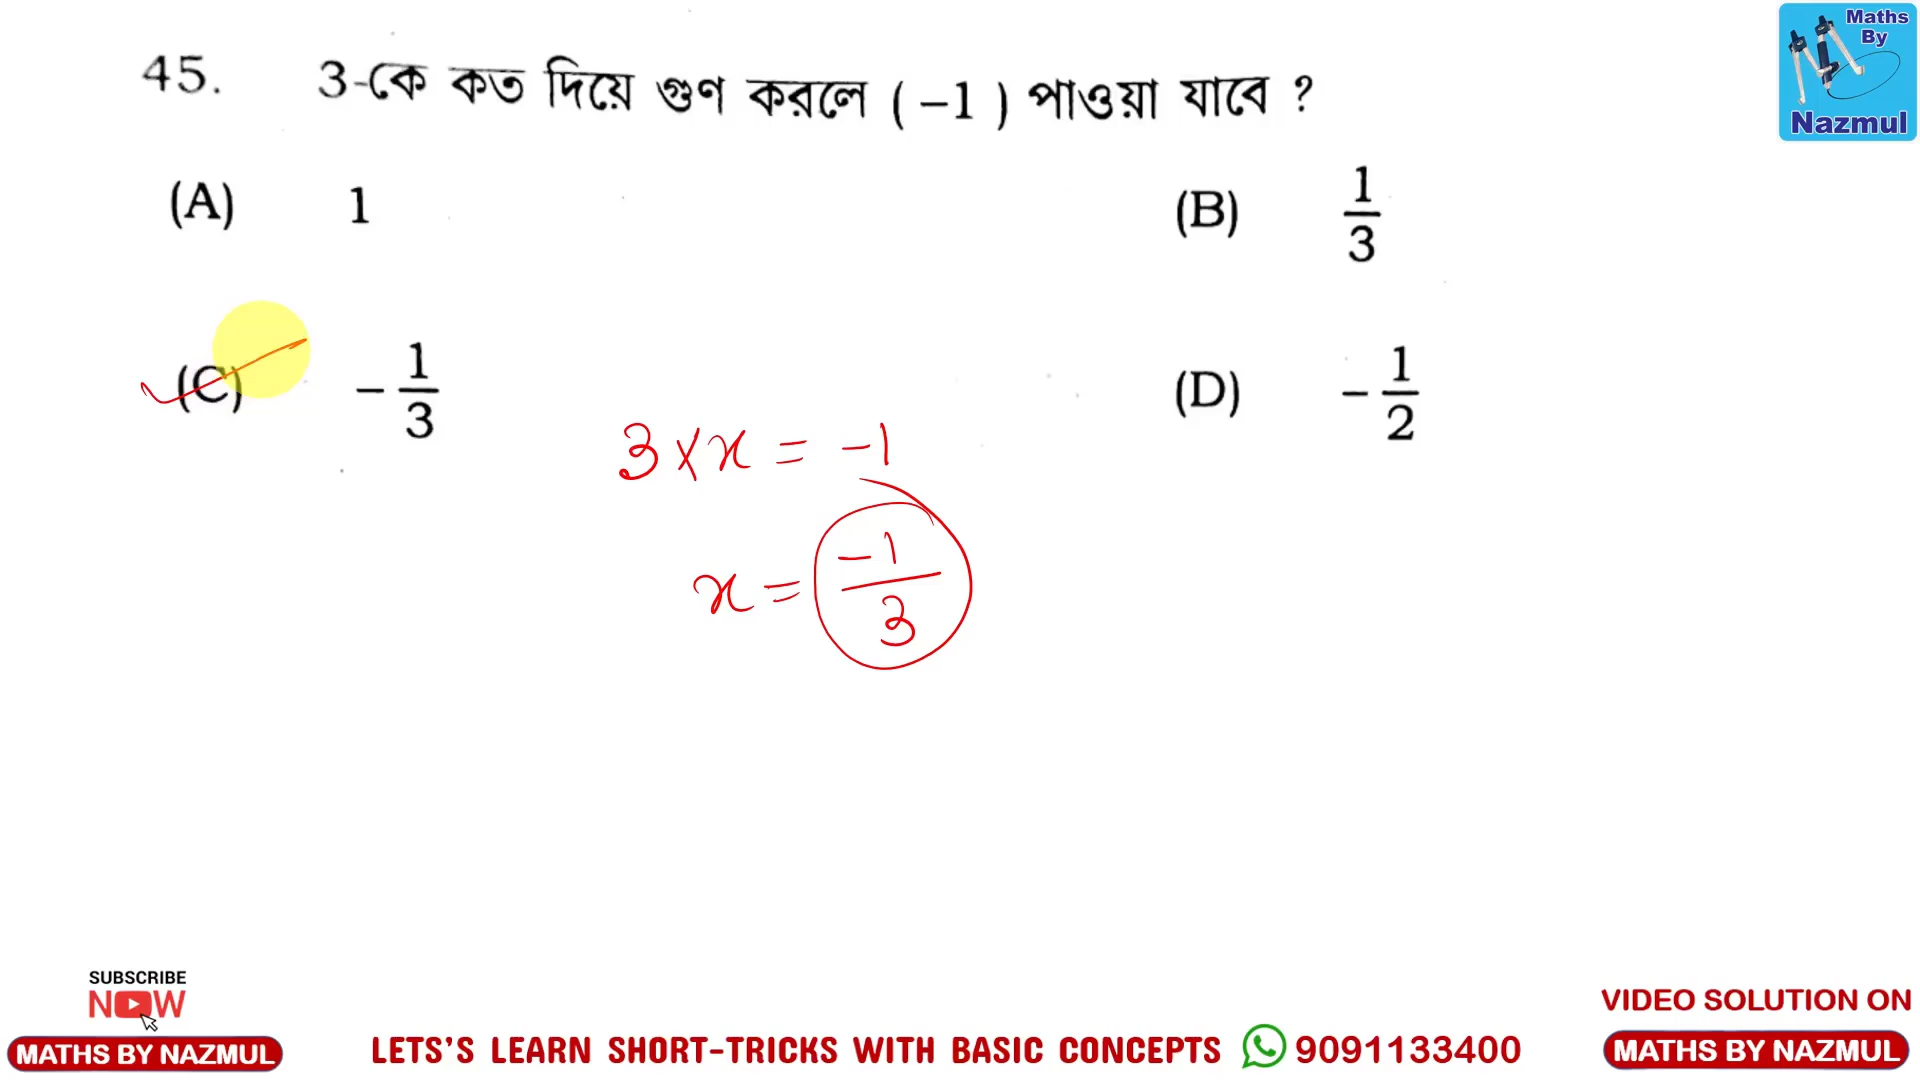 45. 3-কে কত দিয়ে গুণ করলে ( –1 ) পাওয়া যাবে ?
(A) 1
(B) 1/3
(C) – 1/3
(D) – 1/2
3 × x = –1
x = –1/3
Maths
By
Nazmul
SUBSCRIBE
NOW
MATHS BY NAZMUL
LETS'S LEARN SHORT-TRICKS WITH BASIC CONCEPTS 9091133400
VIDEO SOLUTION ON
MATHS BY NAZMUL